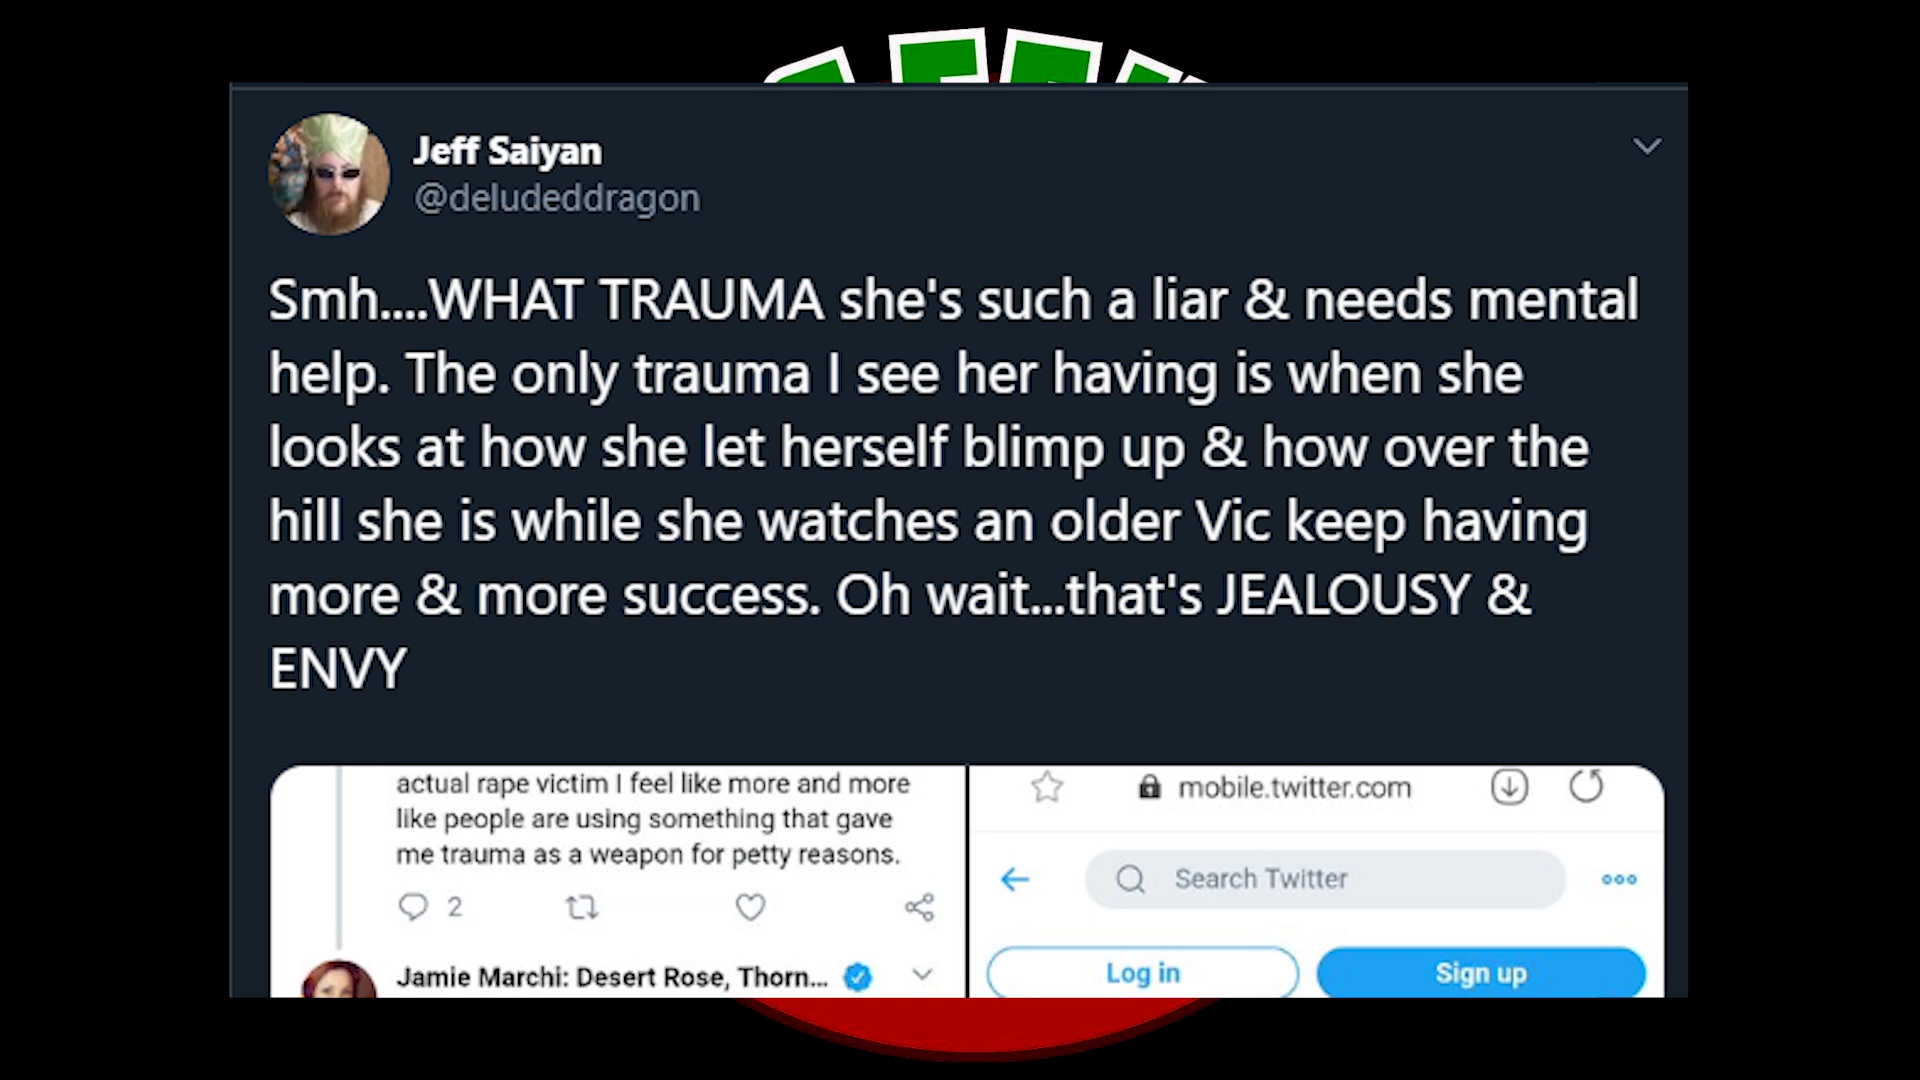 Jeff Saiyan
@deludeddragon
Smh....WHAT TRAUMA she's such a liar & needs mental
help. The only trauma I see her having is when she
looks at how she let herself blimp up & how over the
hill she is while she watches an older Vic keep having
more & more success. Oh wait...that's JEALOUSY &
ENVY
actual rape victim I feel like more and more
like people are using something that gave
me trauma as a weapon for petty reasons.
2
Jamie Marchi: Desert Rose, Thorn...
mobile.twitter.com
Search Twitter
Log in
Sign up